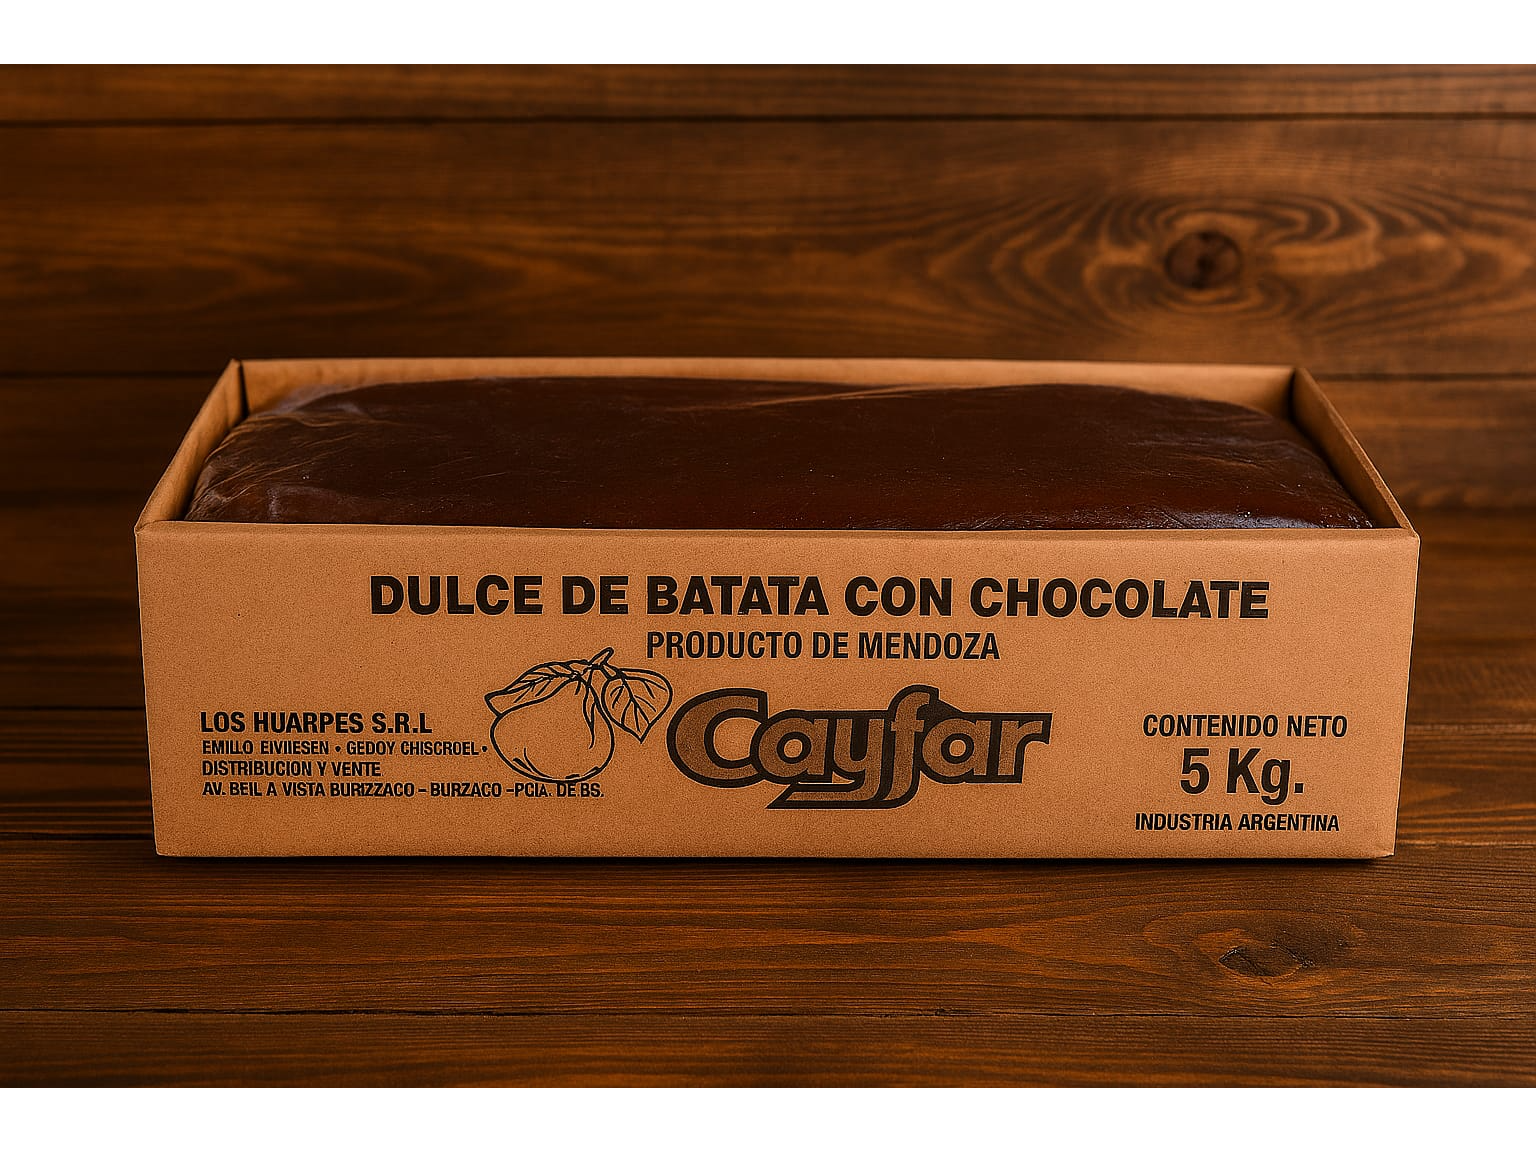 DULCE DE BATATA CON CHOCOLATE
PRODUCTO DE MENDOZA
LOS HUARPES S.R.L
EMILLO EIVIIESEN • GEDOY CHISCROEL •
DISTRIBUCION Y VENTE
AV. BEIL A VISTA BURIZZACO – BURZACO –PCIA. DE BS.
Cayfar
CONTENIDO NETO
5 Kg.
INDUSTRIA ARGENTINA